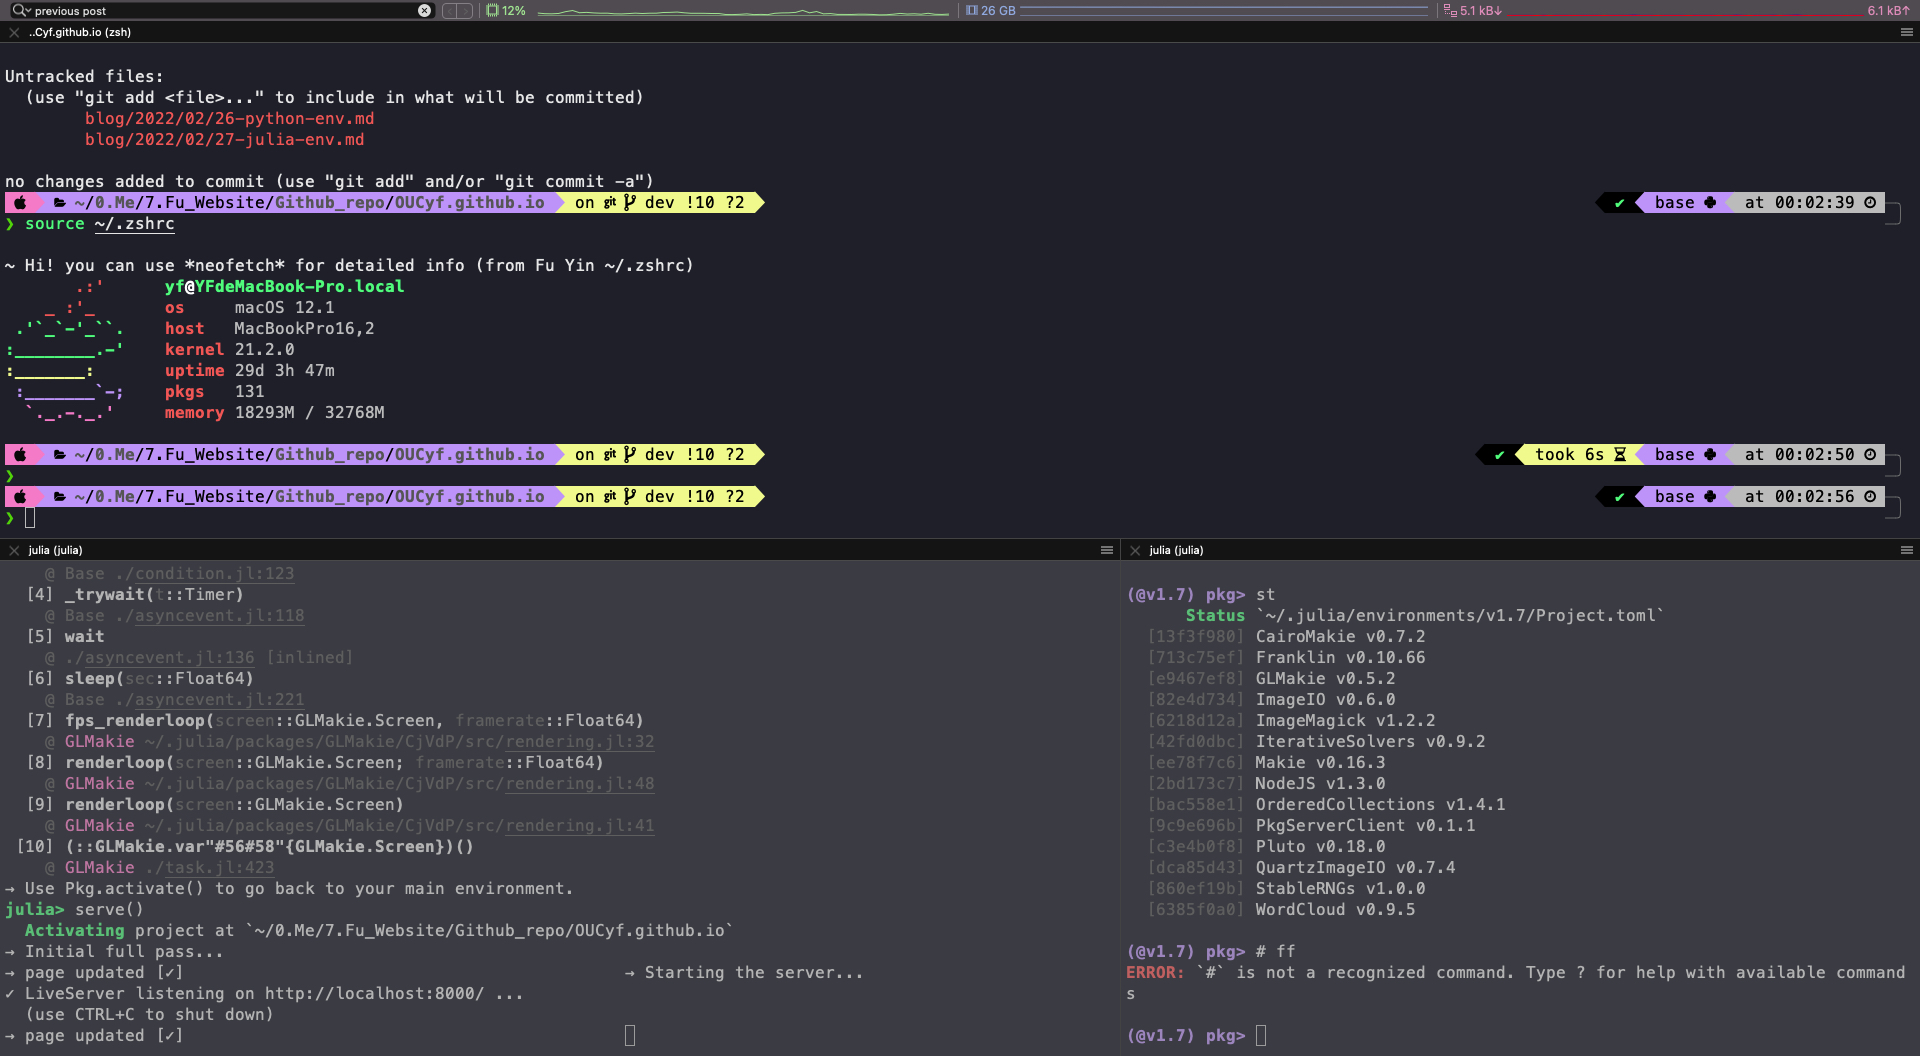 previous post
12%
26 GB
5.1 kB↓
6.1 kB↑
..Cyf.github.io (zsh)
Untracked files:
(use "git add <file>..." to include in what will be committed)
blog/2022/02/26-python-env.md
blog/2022/02/27-julia-env.md
no changes added to commit (use "git add" and/or "git commit -a")
~/0.Me/7.Fu_Website/Github_repo/OUCyf.github.io on git dev !10 ?2 ✔ base at 00:02:39
❯ source ~/.zshrc
~ Hi! you can use *neofetch* for detailed info (from Fu Yin ~/.zshrc)
.:' yf@YFdeMacBook-Pro.local
_ :'_ os macOS 12.1
.'`_`-'_``. host MacBookPro16,2
:________.-' kernel 21.2.0
:_______: uptime 29d 3h 47m
:_______`-; pkgs 131
`._.-._.' memory 18293M / 32768M
~/0.Me/7.Fu_Website/Github_repo/OUCyf.github.io on git dev !10 ?2 ✔ took 6s base at 00:02:50
❯
~/0.Me/7.Fu_Website/Github_repo/OUCyf.github.io on git dev !10 ?2 ✔ base at 00:02:56
❯
julia (julia)
@ Base ./condition.jl:123
[4] _trywait(t::Timer)
@ Base ./asyncevent.jl:118
[5] wait
@ ./asyncevent.jl:136 [inlined]
[6] sleep(sec::Float64)
@ Base ./asyncevent.jl:221
[7] fps_renderloop(screen::GLMakie.Screen, framerate::Float64)
@ GLMakie ~/.julia/packages/GLMakie/CjVdP/src/rendering.jl:32
[8] renderloop(screen::GLMakie.Screen; framerate::Float64)
@ GLMakie ~/.julia/packages/GLMakie/CjVdP/src/rendering.jl:48
[9] renderloop(screen::GLMakie.Screen)
@ GLMakie ~/.julia/packages/GLMakie/CjVdP/src/rendering.jl:41
[10] (::GLMakie.var"#56#58"{GLMakie.Screen})()
@ GLMakie ./task.jl:423
→ Use Pkg.activate() to go back to your main environment.
julia> serve()
Activating project at `~/0.Me/7.Fu_Website/Github_repo/OUCyf.github.io`
→ Initial full pass...
→ page updated [✓] → Starting the server...
✓ LiveServer listening on http://localhost:8000/ ...
(use CTRL+C to shut down)
→ page updated [✓]
julia (julia)
(@v1.7) pkg> st
Status `~/.julia/environments/v1.7/Project.toml`
[13f3f980] CairoMakie v0.7.2
[713c75ef] Franklin v0.10.66
[e9467ef8] GLMakie v0.5.2
[82e4d734] ImageIO v0.6.0
[6218d12a] ImageMagick v1.2.2
[42fd0dbc] IterativeSolvers v0.9.2
[ee78f7c6] Makie v0.16.3
[2bd173c7] NodeJS v1.3.0
[bac558e1] OrderedCollections v1.4.1
[9c9e696b] PkgServerClient v0.1.1
[c3e4b0f8] Pluto v0.18.0
[dca85d43] QuartzImageIO v0.7.4
[860ef19b] StableRNGs v1.0.0
[6385f0a0] WordCloud v0.9.5
(@v1.7) pkg> # ff
ERROR: `#` is not a recognized command. Type ? for help with available command
s
(@v1.7) pkg>